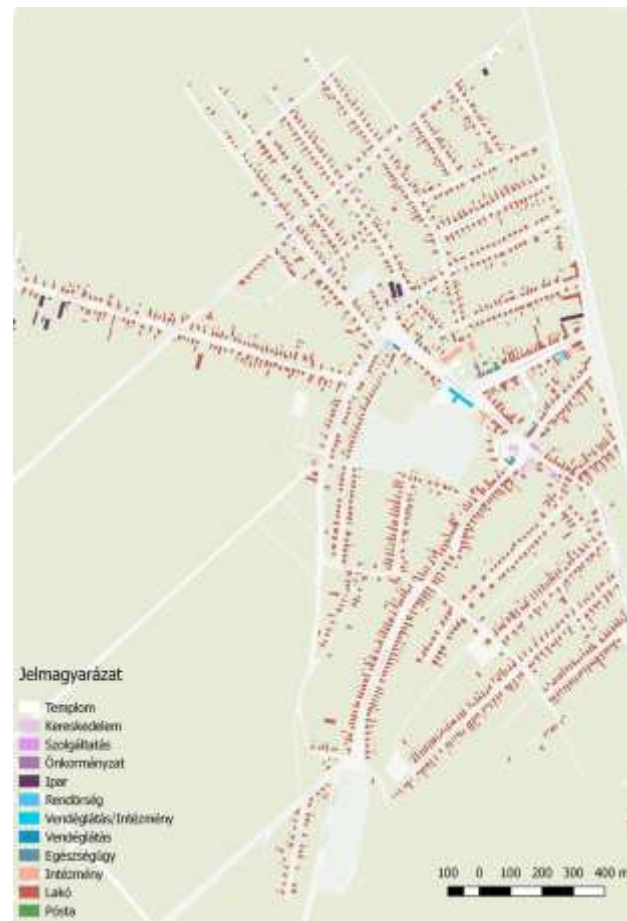 Jelmagyarázat
Templom
Kereskedelem
Szolgáltatás
Önkormányzat
Ipar
Rendőrség
Vendéglátás/Intézmény
Vendéglátás
Egészségügy
Intézmény
Lakó
Pósta
100 0 100 200 300 400 m